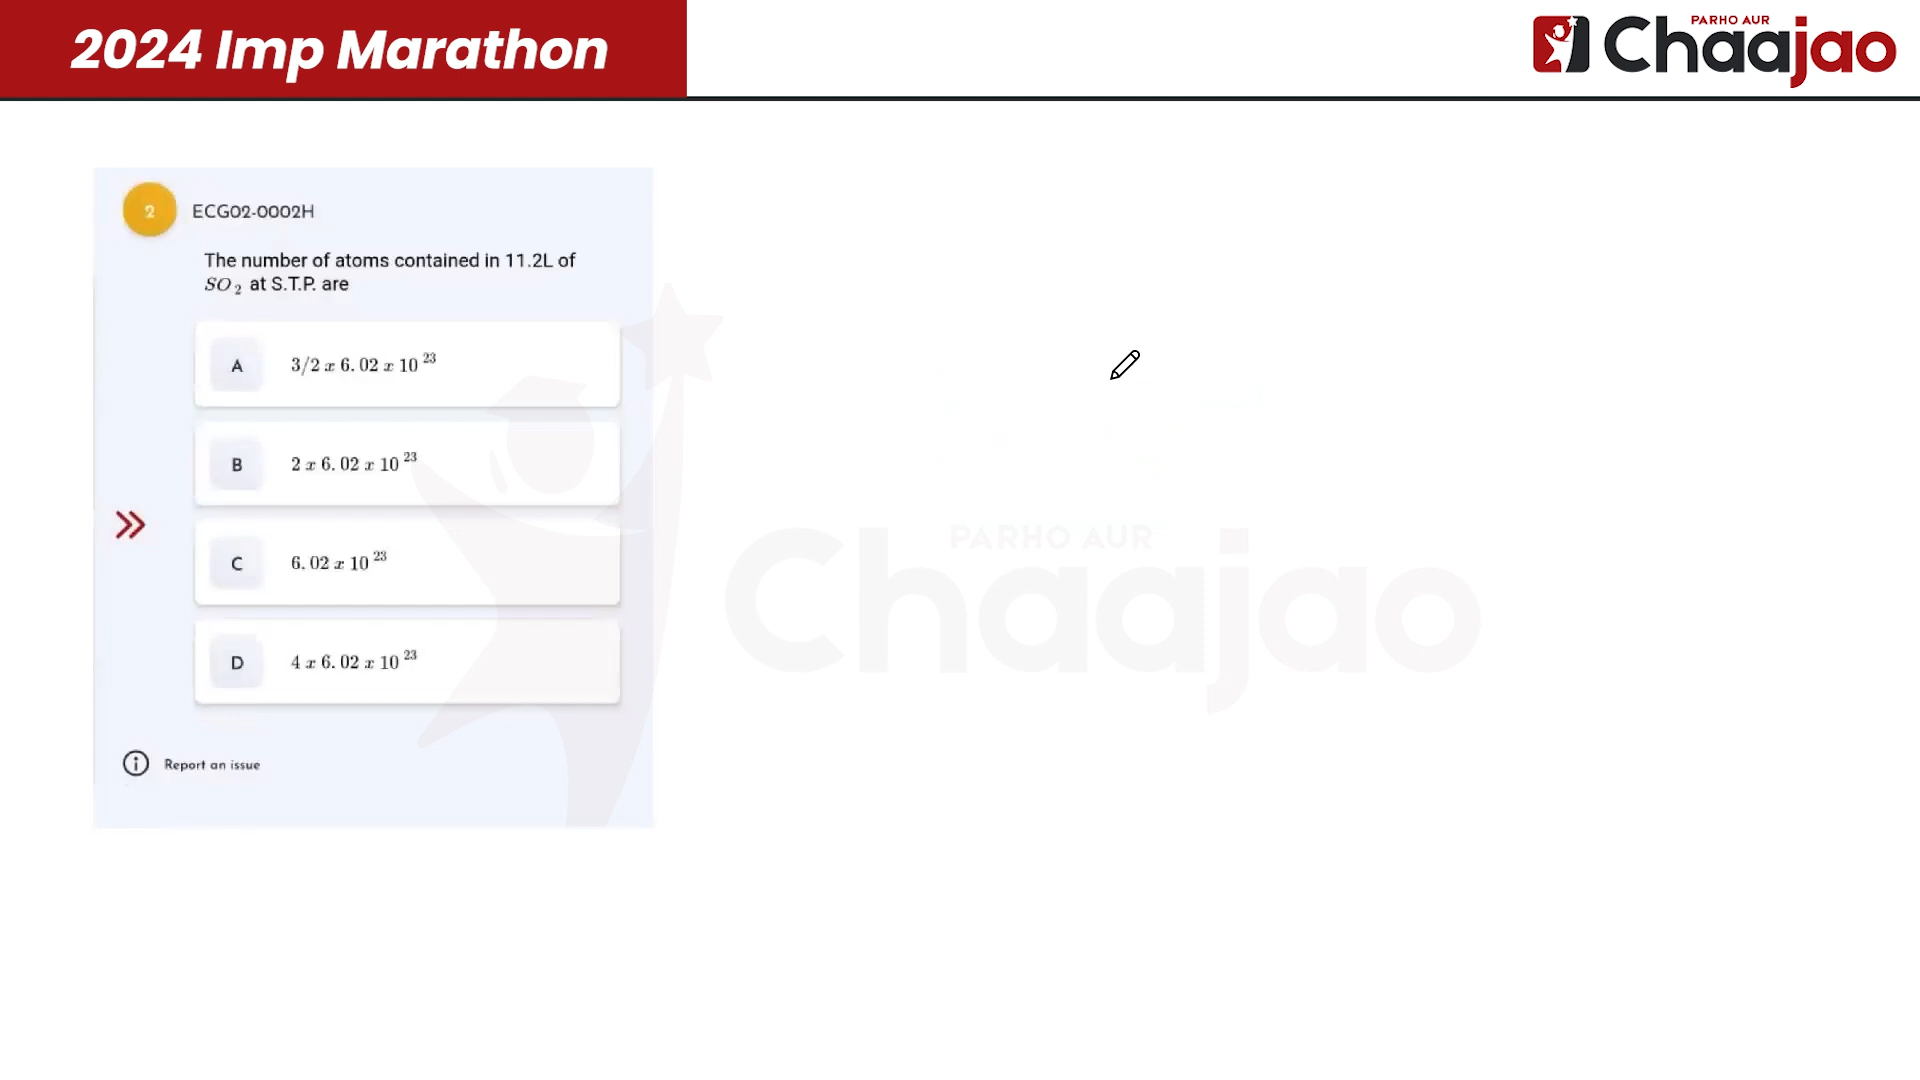 2024 Imp Marathon
PARHO AUR
Chaajao
2
ECG02-0002H
The number of atoms contained in 11.2L of
SO 2 at S.T.P. are
A
3/2 x 6. 02 x 10 23
B
2 x 6. 02 x 10 23
C
6. 02 x 10 23
D
4 x 6. 02 x 10 23
Report an issue
PARHO AUR
Chaajao